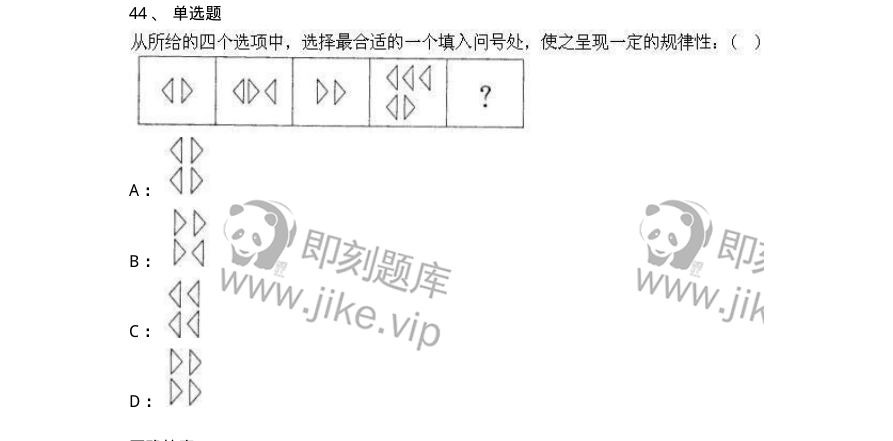 44 、 单选题
从所给的四个选项中，选择最合适的一个填入问号处，使之呈现一定的规律性：（ ）
?
A：
B：
C：
D：
即刻题库
www.jike.vip
即刻
www.jik